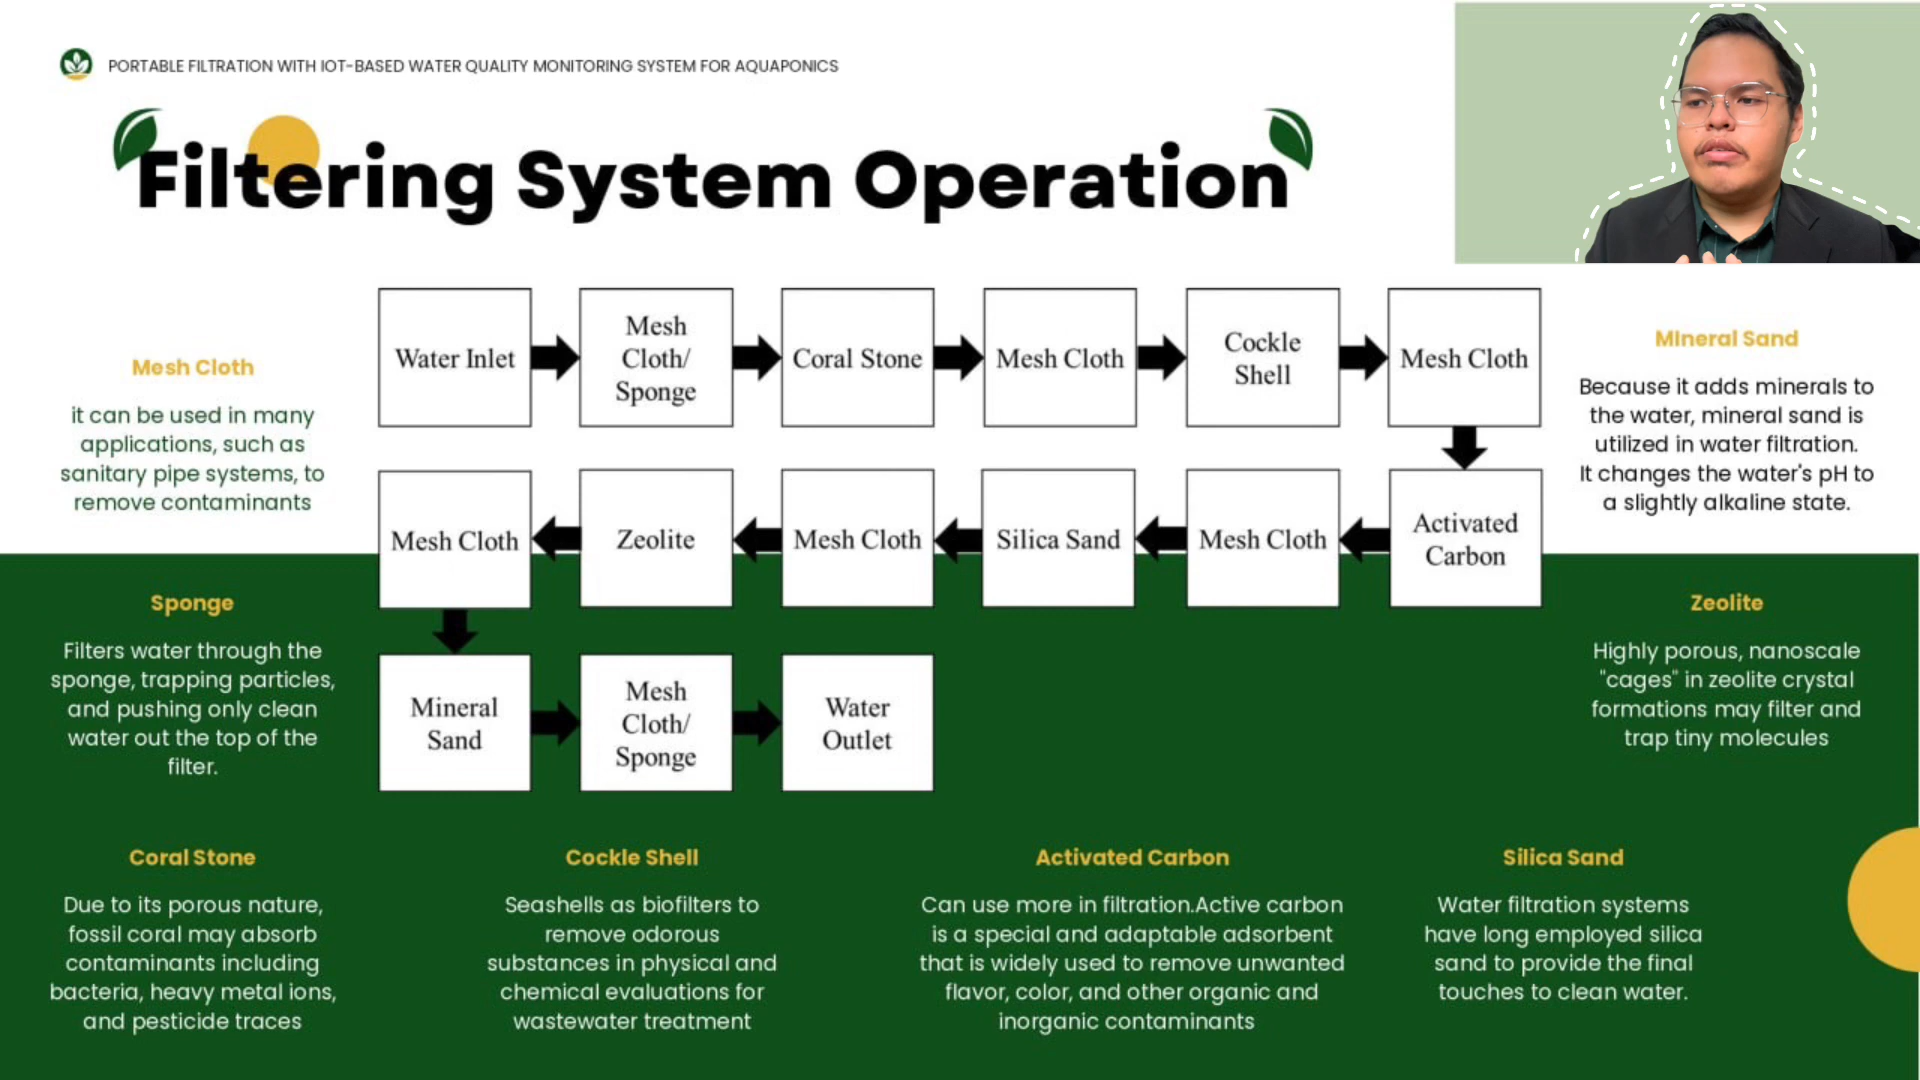 PORTABLE FILTRATION WITH IOT-BASED WATER QUALITY MONITORING SYSTEM FOR AQUAPONICS
Filtering System Operation
Water Inlet
Mesh
Cloth/
Sponge
Coral Stone
Mesh Cloth
Cockle
Shell
Mesh Cloth
Activated
Carbon
Mesh Cloth
Silica Sand
Mesh Cloth
Zeolite
Mesh Cloth
Mineral
Sand
Mesh
Cloth/
Sponge
Water
Outlet
Mesh Cloth
it can be used in many
applications, such as
sanitary pipe systems, to
remove contaminants
MIneral Sand
Because it adds minerals to
the water, mineral sand is
utilized in water filtration.
It changes the water's pH to
a slightly alkaline state.
Sponge
Filters water through the
sponge, trapping particles,
and pushing only clean
water out the top of the
filter.
Zeolite
Highly porous, nanoscale
"cages" in zeolite crystal
formations may filter and
trap tiny molecules
Coral Stone
Due to its porous nature,
fossil coral may absorb
contaminants including
bacteria, heavy metal ions,
and pesticide traces
Cockle Shell
Seashells as biofilters to
remove odorous
substances in physical and
chemical evaluations for
wastewater treatment
Activated Carbon
Can use more in filtration.Active carbon
is a special and adaptable adsorbent
that is widely used to remove unwanted
flavor, color, and other organic and
inorganic contaminants
Silica Sand
Water filtration systems
have long employed silica
sand to provide the final
touches to clean water.